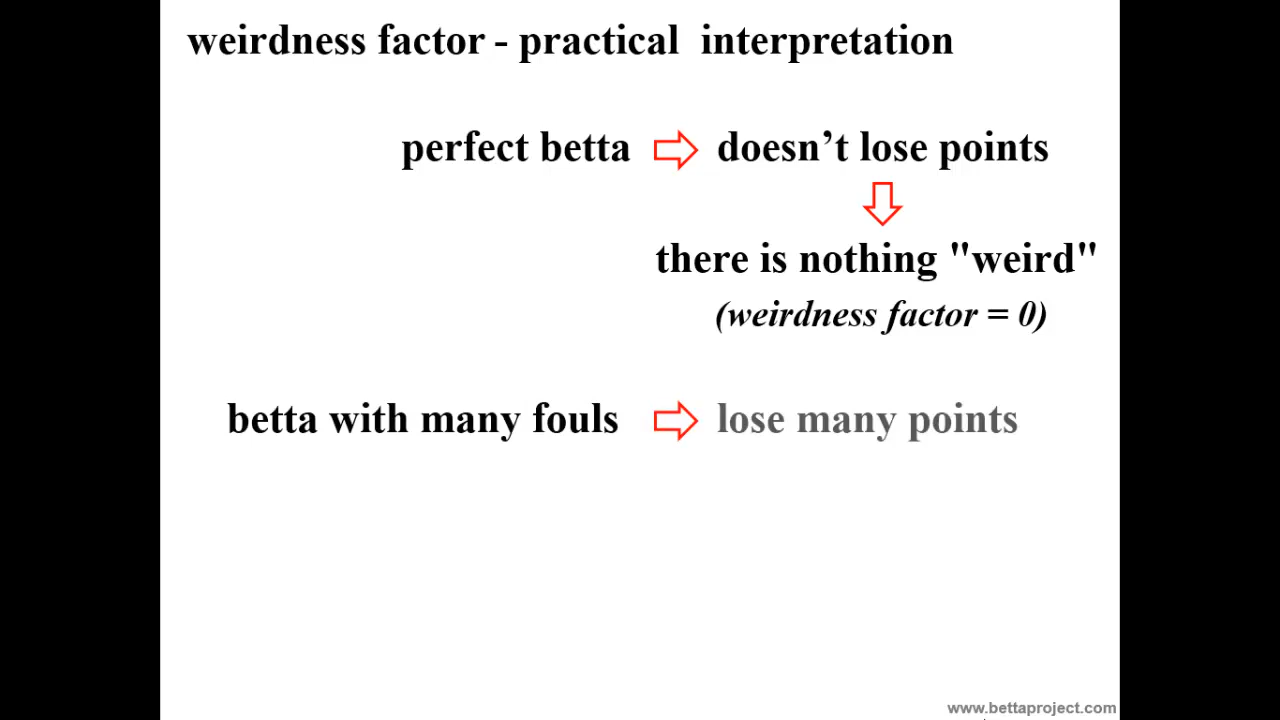 weirdness factor - practical interpretation
perfect betta
doesn’t lose points
there is nothing "weird"
(weirdness factor = 0)
betta with many fouls
lose many points
www.bettaproject.com